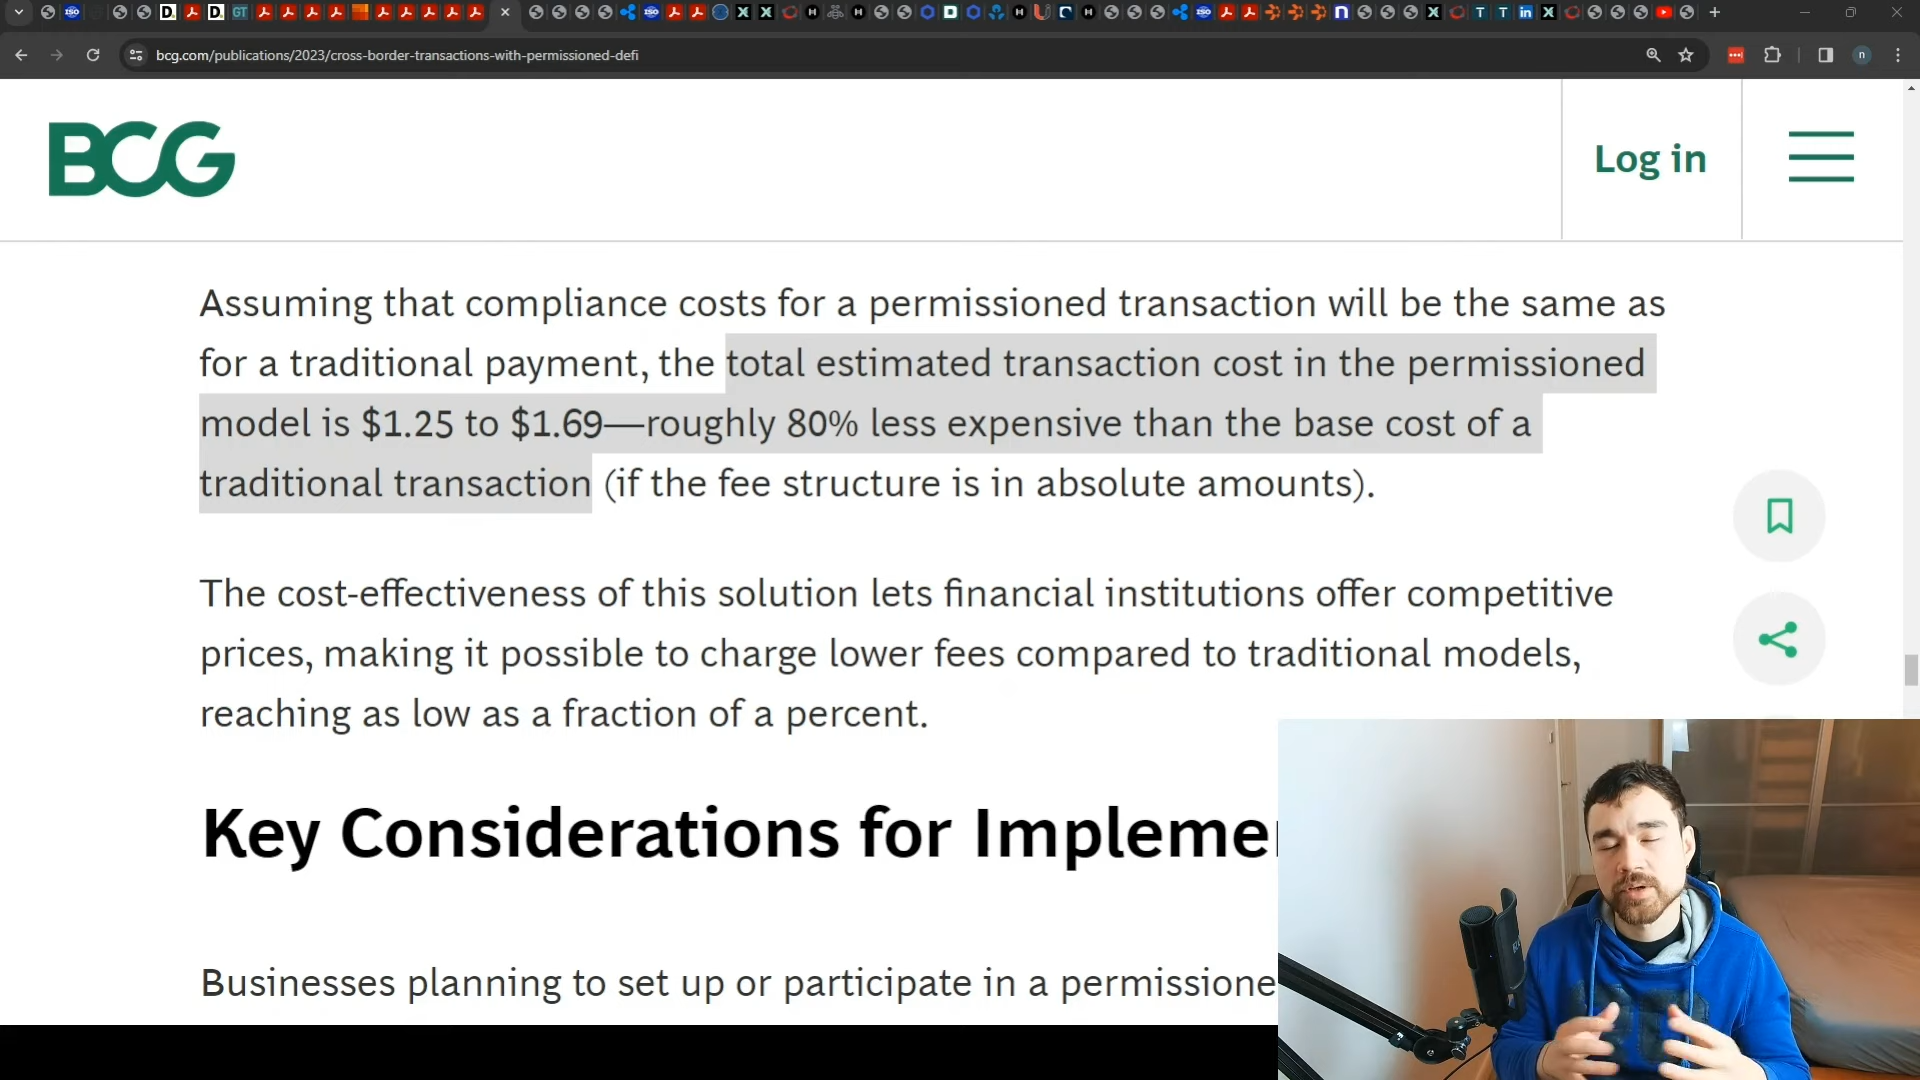 bcg.com/publications/2023/cross-border-transactions-with-permissioned-defi
BCG
Log in
Assuming that compliance costs for a permissioned transaction will be the same as
for a traditional payment, the total estimated transaction cost in the permissioned
model is $1.25 to $1.69—roughly 80% less expensive than the base cost of a
traditional transaction (if the fee structure is in absolute amounts).
The cost-effectiveness of this solution lets financial institutions offer competitive
prices, making it possible to charge lower fees compared to traditional models,
reaching as low as a fraction of a percent.
Key Considerations for Impleme
Businesses planning to set up or participate in a permissione